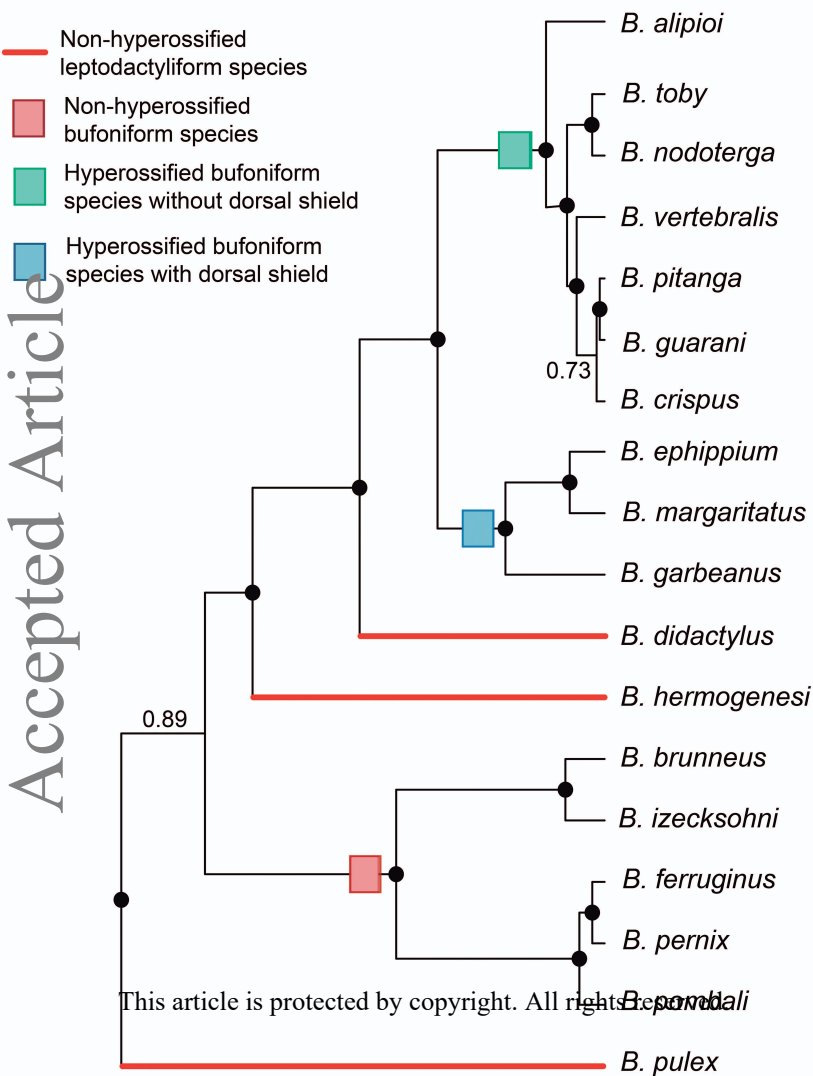 Non-hyperossified
leptodactyliform species
Non-hyperossified
bufoniform species
Hyperossified bufoniform
species without dorsal shield
Hyperossified bufoniform
species with dorsal shield
Accepted Article
B. alipioi
B. toby
B. nodoterga
B. vertebralis
B. pitanga
B. guarani
0.73
B. crispus
B. ephippium
B. margaritatus
B. garbeanus
B. didactylus
B. hermogenesi
0.89
B. brunneus
B. izecksohni
B. ferruginus
B. pernix
This article is protected by copyright. All rights reserved.
B. pombali
B. pulex